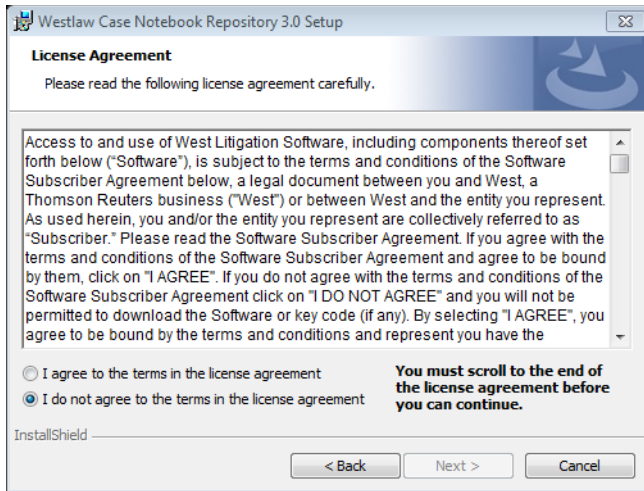 Westlaw Case Notebook Repository 3.0 Setup
License Agreement
Please read the following license agreement carefully.
Access to and use of West Litigation Software, including components thereof set
forth below (“Software”), is subject to the terms and conditions of the Software
Subscriber Agreement below, a legal document between you and West, a
Thomson Reuters business ("West") or between West and the entity you represent.
As used herein, you and/or the entity you represent are collectively referred to as
“Subscriber.” Please read the Software Subscriber Agreement. If you agree with the
terms and conditions of the Software Subscriber Agreement and agree to be bound
by them, click on "I AGREE". If you do not agree with the terms and conditions of the
Software Subscriber Agreement click on "I DO NOT AGREE" and you will not be
permitted to download the Software or key code (if any). By selecting "I AGREE", you
agree to be bound by the terms and conditions and represent you have the
I agree to the terms in the license agreement
I do not agree to the terms in the license agreement
You must scroll to the end of
the license agreement before
you can continue.
InstallShield
< Back
Next >
Cancel